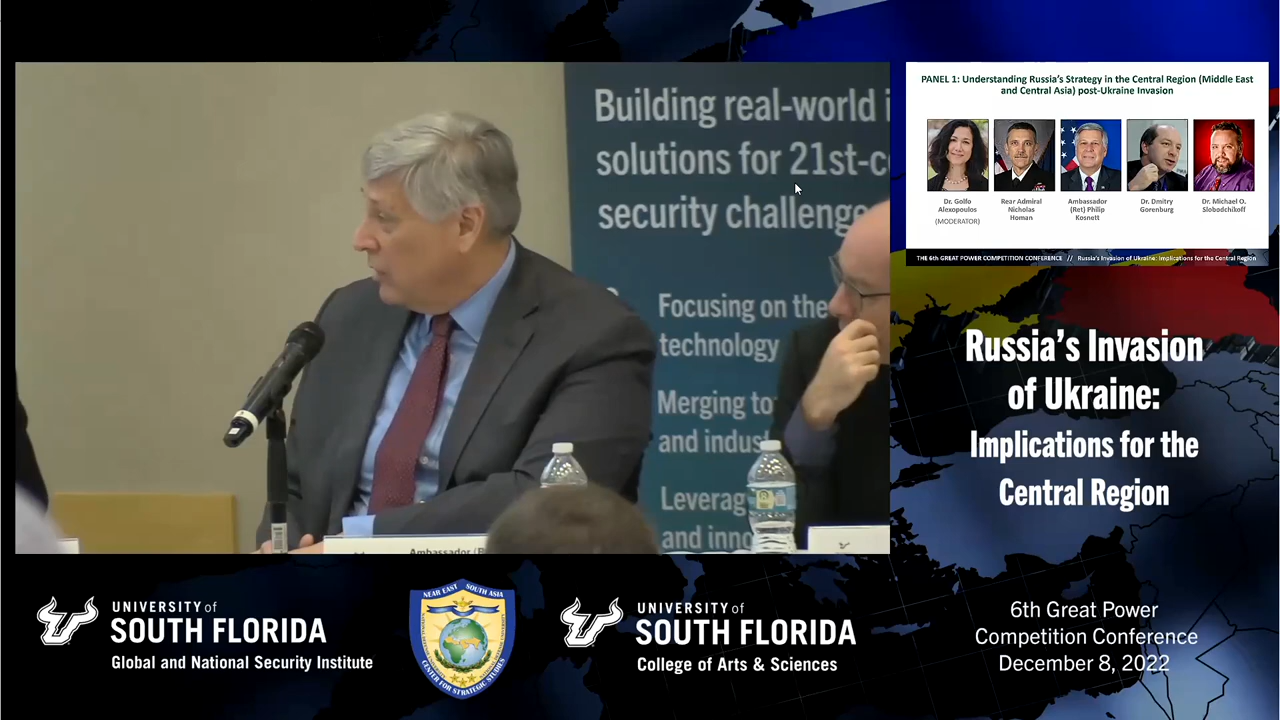 Building real-world
solutions for 21st-c
security challenge
Focusing on the
technology
Merging to
and indus
Leverag
and inno
Ambassador (R
PANEL 1: Understanding Russia's Strategy in the Central Region (Middle East
and Central Asia) post-Ukraine Invasion
Dr. Golfo
Alexopoulos
(MODERATOR)
Rear Admiral
Nicholas
Homan
Ambassador
(Ret) Philip
Kosnett
Dr. Dmitry
Gorenburg
Dr. Michael O.
Slobodchikoff
THE 6th GREAT POWER COMPETITION CONFERENCE // Russia's Invasion of Ukraine: Implications for the Central Region
Russia's Invasion
of Ukraine:
Implications for the
Central Region
UNIVERSITY of
SOUTH FLORIDA
Global and National Security Institute
NEAR EAST SOUTH ASIA
CENTER FOR STRATEGIC STUDIES
UNIVERSITY of
SOUTH FLORIDA
College of Arts & Sciences
6th Great Power
Competition Conference
December 8, 2022